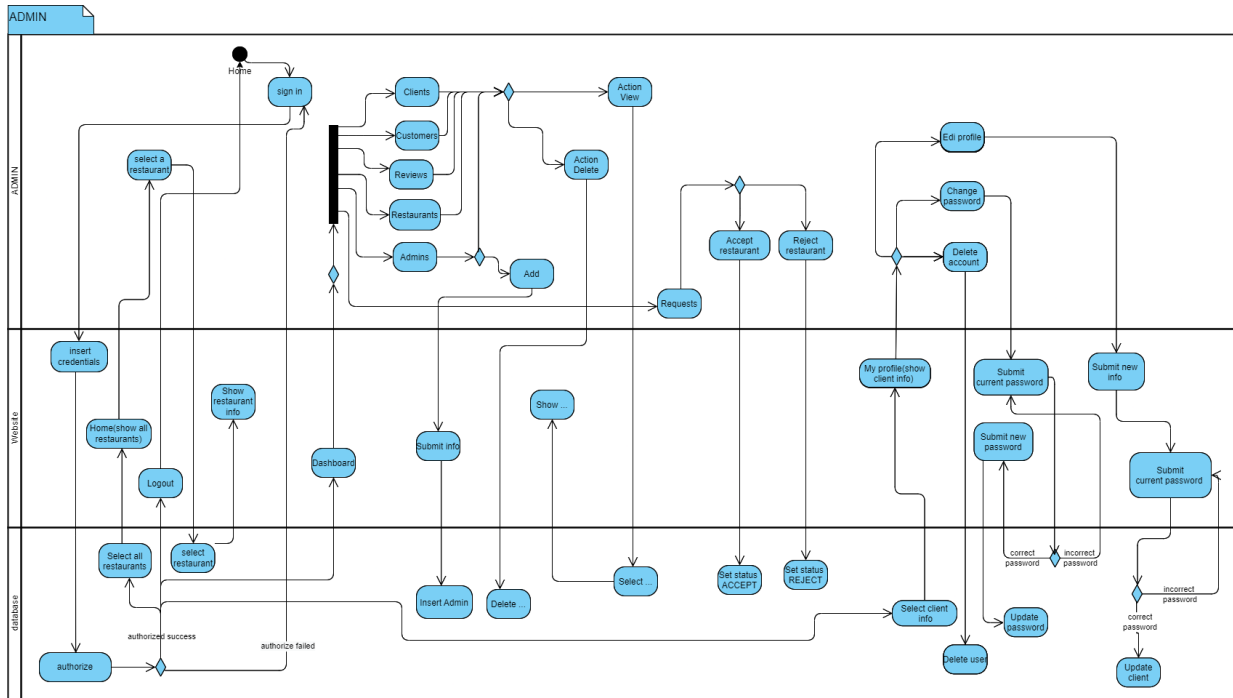 ADMIN
ADMIN
Home
sign in
Clients
Action
View
Customers
Edi profile
select a
restaurant
Action
Delete
Reviews
Change
password
Restaurants
Accept
restaurant
Reject
restaurant
Admins
Delete
account
Add
Requests
Website
insert
credentials
My profile(show
client info)
Submit
current password
Submit new
info
Show
restaurant
info
Show ...
Home(show all
restaurants)
Submit info
Submit new
password
Dashboard
Logout
Submit
current password
database
Select all
restaurants
select
restaurant
correct
password
incorrect
password
Set status
ACCEPT
Set status
REJECT
Select ...
Insert Admin
Delete ...
incorrect
password
Select client
info
Update
password
correct
password
authorized success
authorize failed
Delete user
authorize
Update
client